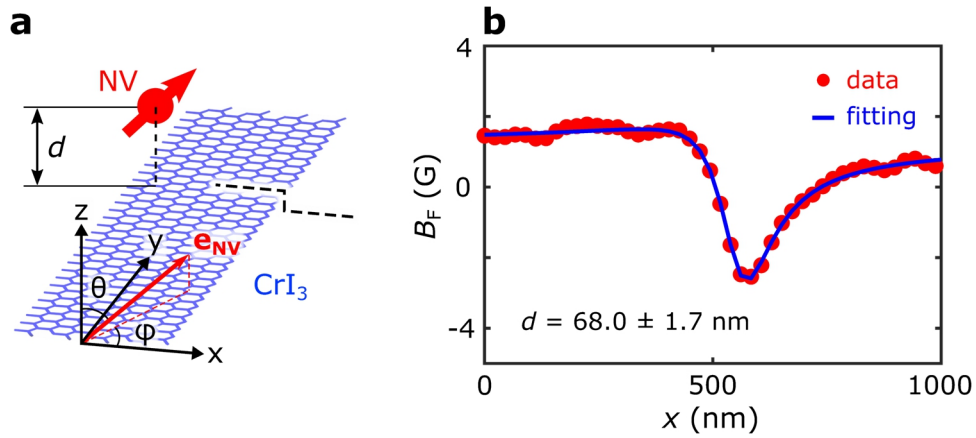 a
NV
d
z
y
e_NV
θ
φ
x
CrI₃
b
4
0
-4
B_F (G)
data
fitting
d = 68.0 ± 1.7 nm
0
500
1000
x (nm)